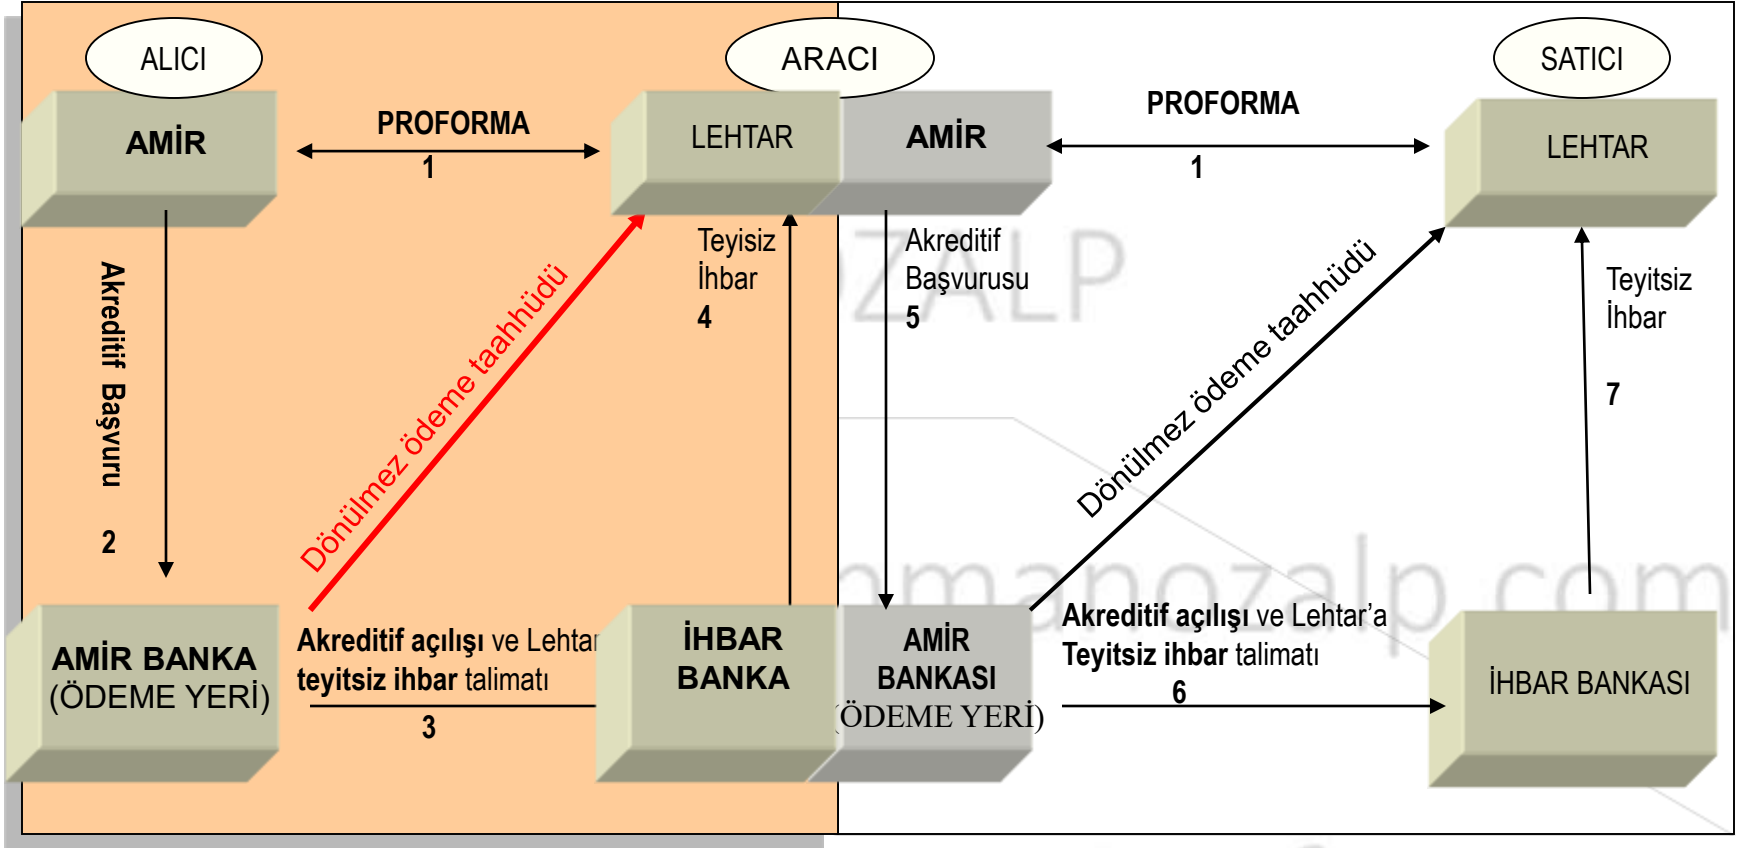 ALICI
ARACI
SATICI
AMİR
PROFORMA
1
LEHTAR
AMİR
PROFORMA
1
LEHTAR
Akreditif Başvuru 2
Dönülmez ödeme taahhüdü
Teyisiz
İhbar
4
Akreditif
Başvurusu
5
Dönülmez ödeme taahhüdü
Teyitsiz
İhbar
7
OZALP
manozalp.com
AMİR BANKA
(ÖDEME YERİ)
Akreditif açılışı ve Lehtar
teyitsiz ihbar talimatı
3
İHBAR
BANKA
AMİR
BANKASI
(ÖDEME YERİ)
Akreditif açılışı ve Lehtar’a
Teyitsiz ihbar talimatı
6
İHBAR BANKASI